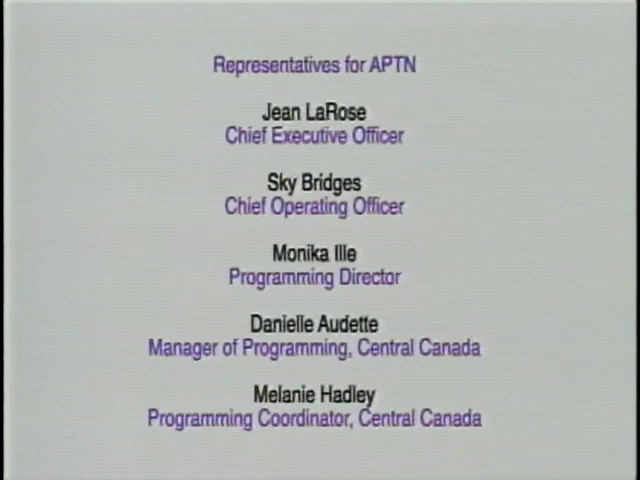 Representatives for APTN
Jean LaRose
Chief Executive Officer
Sky Bridges
Chief Operating Officer
Monika Ille
Programming Director
Danielle Audette
Manager of Programming, Central Canada
Melanie Hadley
Programming Coordinator, Central Canada